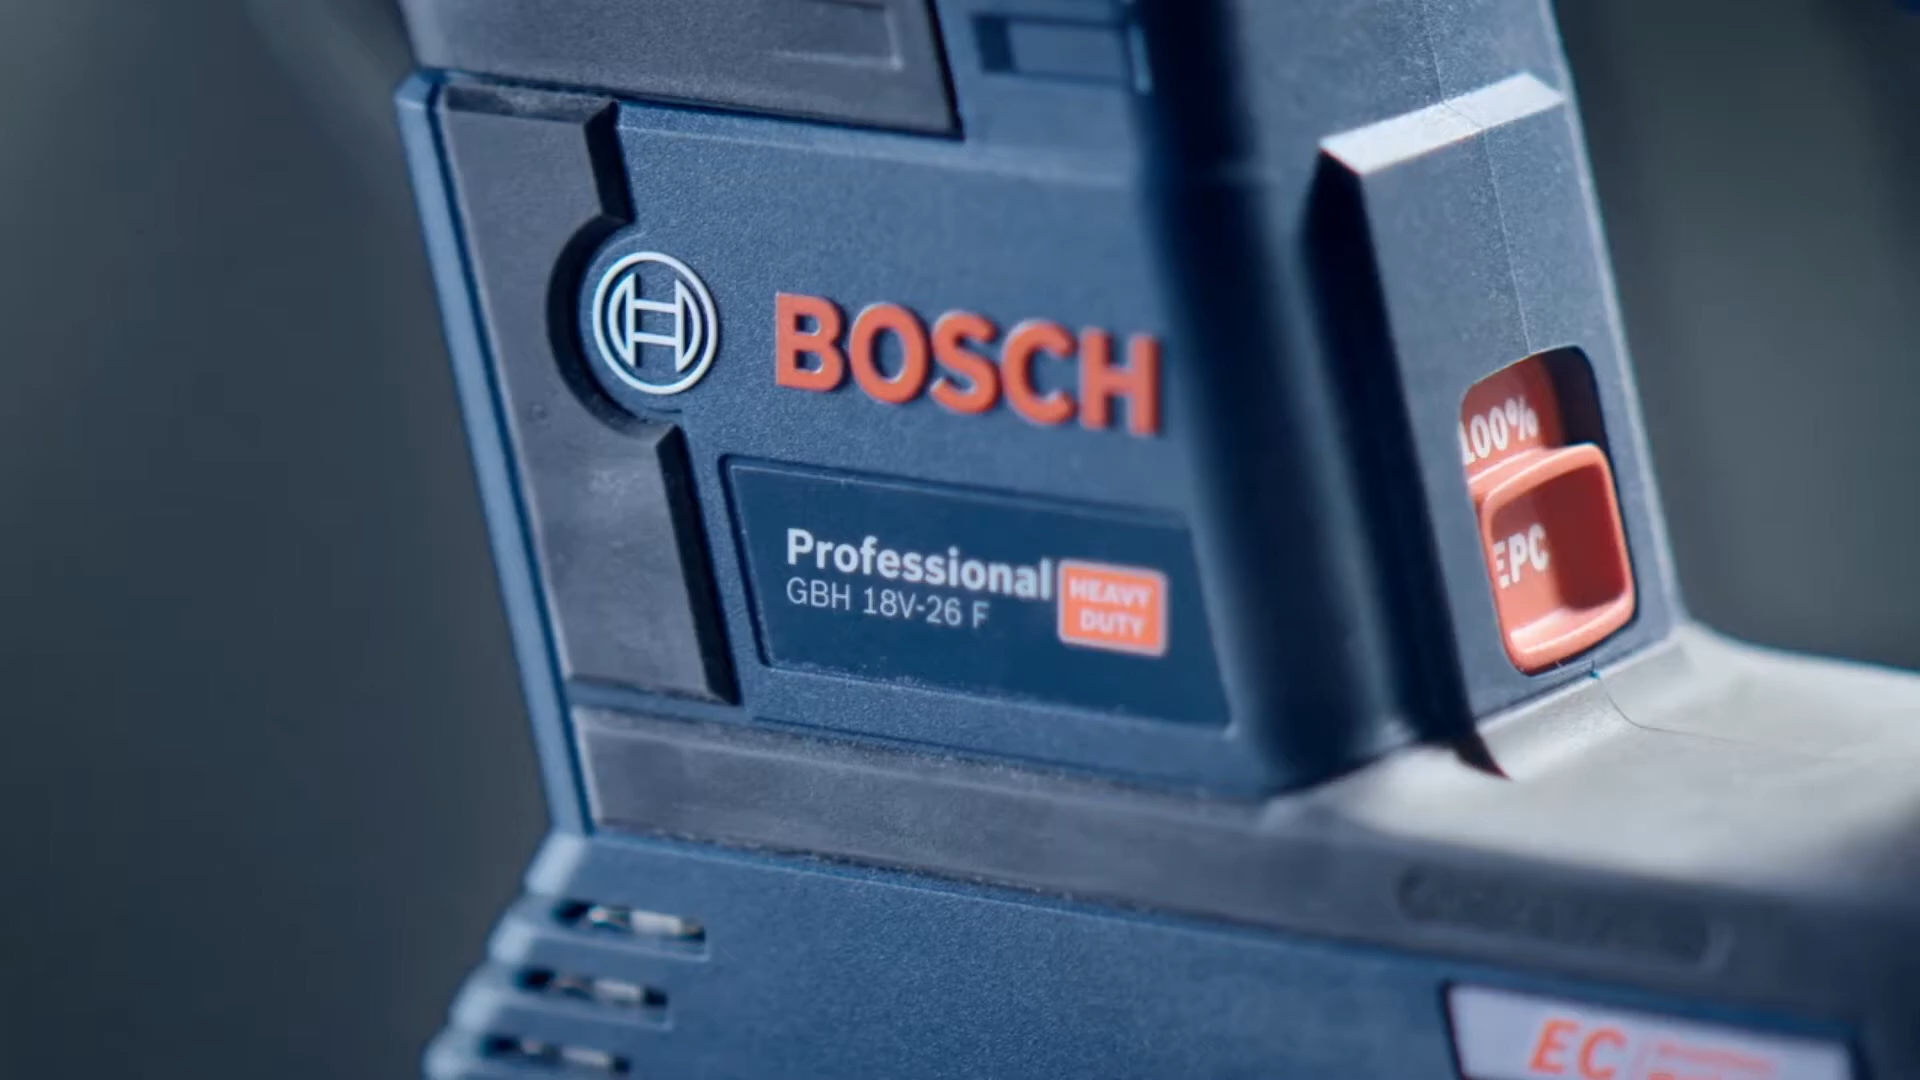 BOSCH
Professional
GBH 18V-26 F
HEAVY
DUTY
100%
EPC
EC